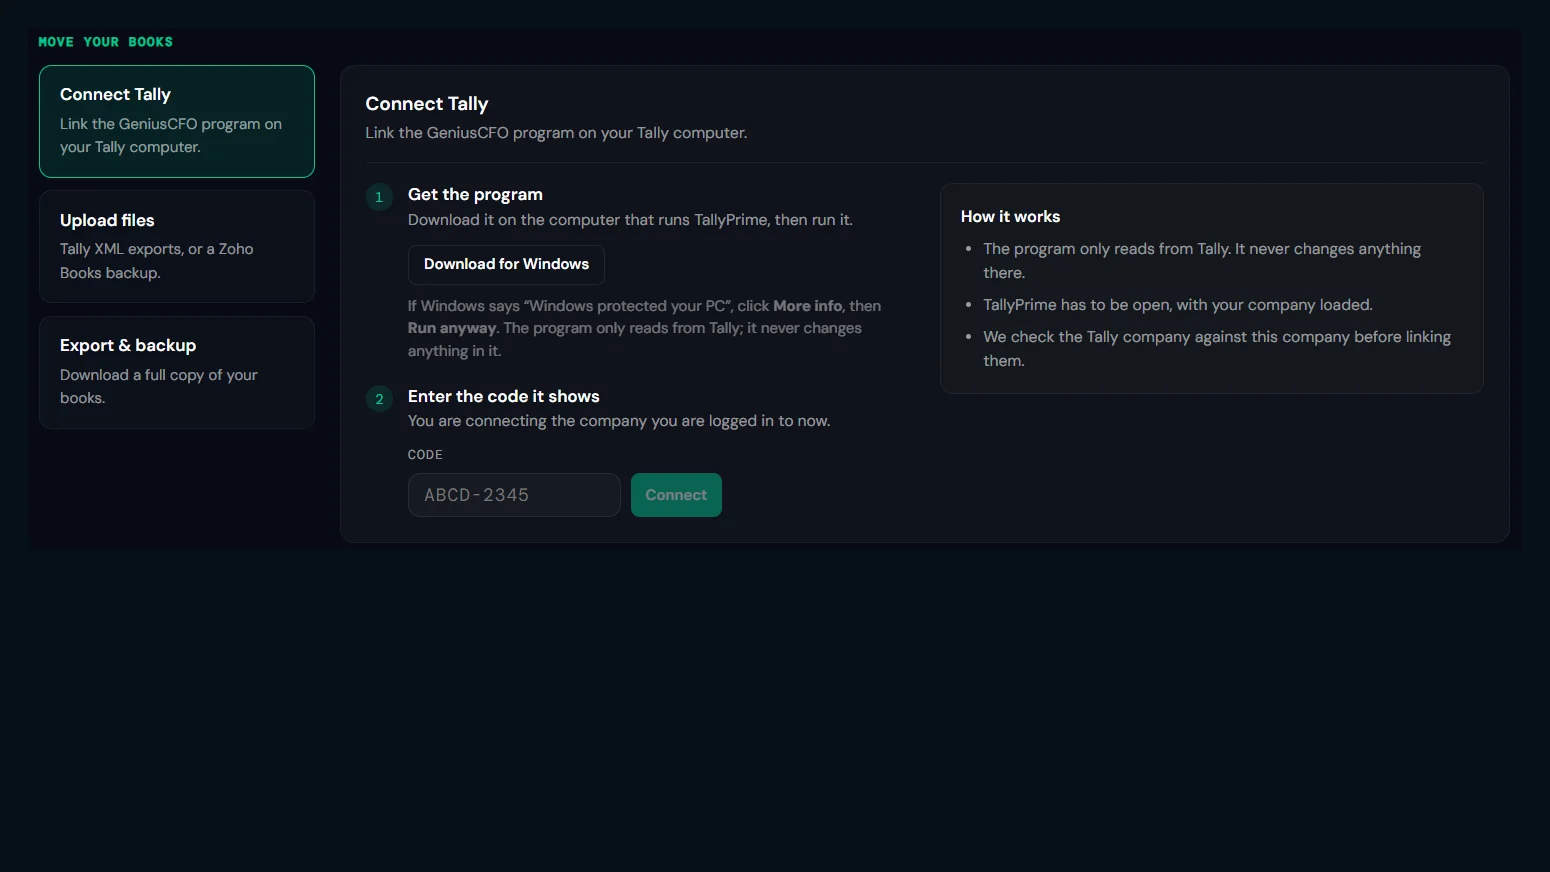 MOVE YOUR BOOKS
Connect Tally
Link the GeniusCFO program on
your Tally computer.
Upload files
Tally XML exports, or a Zoho
Books backup.
Export & backup
Download a full copy of your
books.
Connect Tally
Link the GeniusCFO program on your Tally computer.
1
Get the program
Download it on the computer that runs TallyPrime, then run it.
Download for Windows
If Windows says “Windows protected your PC”, click More info, then
Run anyway. The program only reads from Tally; it never changes
anything in it.
2
Enter the code it shows
You are connecting the company you are logged in to now.
CODE
ABCD-2345
Connect
How it works
• The program only reads from Tally. It never changes anything
there.
• TallyPrime has to be open, with your company loaded.
• We check the Tally company against this company before linking
them.